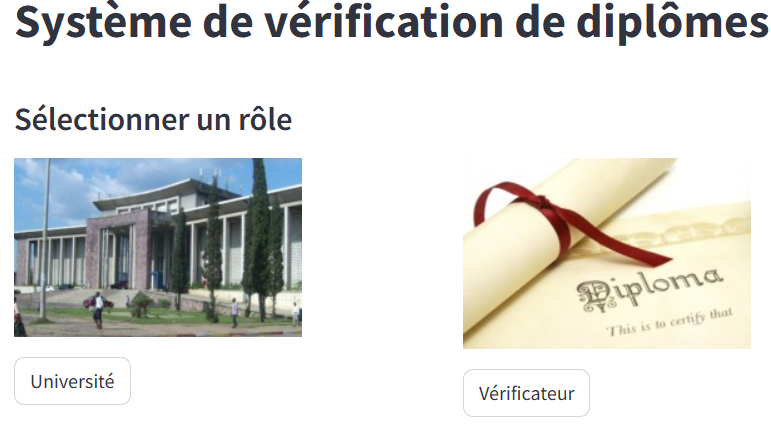 Système de vérification de diplômes
Sélectionner un rôle
Diploma
This is to certify that
Université
Vérificateur